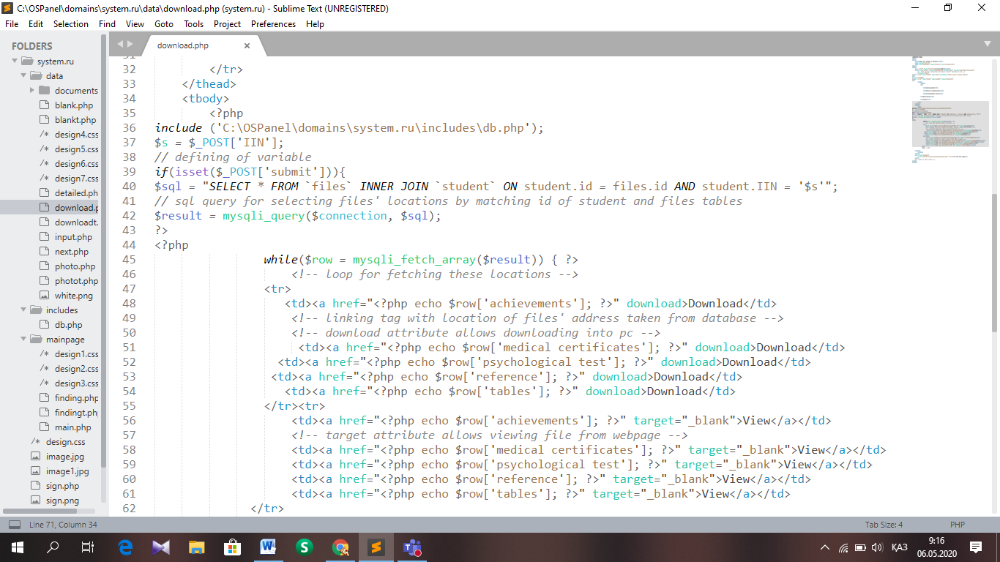 C:\OSPanel\domains\system.ru\data\download.php (system.ru) - Sublime Text (UNREGISTERED)
File Edit Selection Find View Goto Tools Project Preferences Help
FOLDERS
system.ru
data
documents
blank.php
blankt.php
design4.css
design5.css
design6.css
design7.css
detailed.ph
download.p
downloadt.
input.php
next.php
photo.php
photot.php
white.png
includes
db.php
mainpage
design1.css
design2.css
design3.css
finding.php
findingt.ph
main.php
design.css
image.jpg
image1.jpg
sign.php
sign.png
download.php ×
31
32 </tr>
33 </thead>
34 <tbody>
35 <?php
36 include ('C:\OSPanel\domains\system.ru\includes\db.php');
37 $s = $_POST['IIN'];
38 // defining of variable
39 if(isset($_POST['submit'])){
40 $sql = "SELECT * FROM `files` INNER JOIN `student` ON student.id = files.id AND student.IIN = '$s'";
41 // sql query for selecting files' locations by matching id of student and files tables
42 $result = mysqli_query($connection, $sql);
43 ?>
44 <?php
45 while($row = mysqli_fetch_array($result)) { ?>
46 <!-- loop for fetching these locations -->
47 <tr>
48 <td><a href="<?php echo $row['achievements']; ?>" download>Download</td>
49 <!-- linking tag with location of files' address taken from database -->
50 <!-- download attribute allows downloading into pc -->
51 <td><a href="<?php echo $row['medical certificates']; ?>" download>Download</td>
52 <td><a href="<?php echo $row['psychological test']; ?>" download>Download</td>
53 <td><a href="<?php echo $row['reference']; ?>" download>Download</td>
54 <td><a href="<?php echo $row['tables']; ?>" download>Download</td>
55 </tr><tr>
56 <td><a href="<?php echo $row['achievements']; ?>" target="_blank">View</a></td>
57 <!-- target attribute allows viewing file from webpage -->
58 <td><a href="<?php echo $row['medical certificates']; ?>" target="_blank">View</a></td>
59 <td><a href="<?php echo $row['psychological test']; ?>" target="_blank">View</a></td>
60 <td><a href="<?php echo $row['reference']; ?>" target="_blank">View</a></td>
61 <td><a href="<?php echo $row['tables']; ?>" target="_blank">View</a></td>
62 </tr>
Line 71, Column 34 Tab Size: 4 PHP
ҚАЗ
9:16
06.05.2020